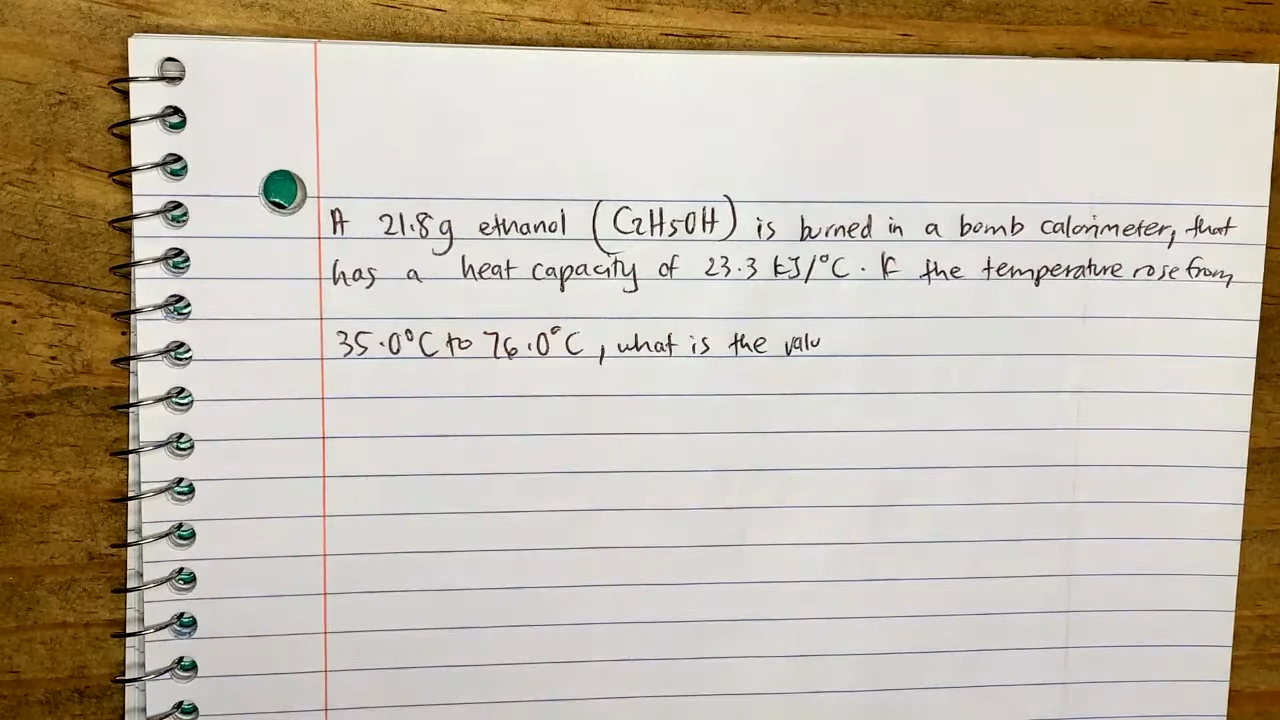 A 21.8g ethanol (C2H5OH) is burned in a bomb calorimeter, that
has a heat capacity of 23.3 kJ/°C. If the temperature rose from
35.0°C to 76.0°C, what is the valu